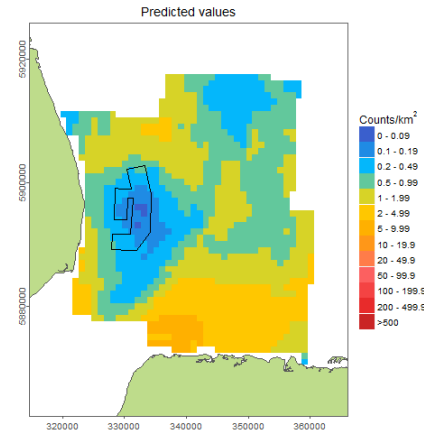 Predicted values
5920000
5900000
5880000
320000 330000 340000 350000 360000
Counts/km²
0 - 0.09
0.1 - 0.19
0.2 - 0.49
0.5 - 0.99
1 - 1.99
2 - 4.99
5 - 9.99
10 - 19.9
20 - 49.9
50 - 99.9
100 - 199.9
200 - 499.9
>500